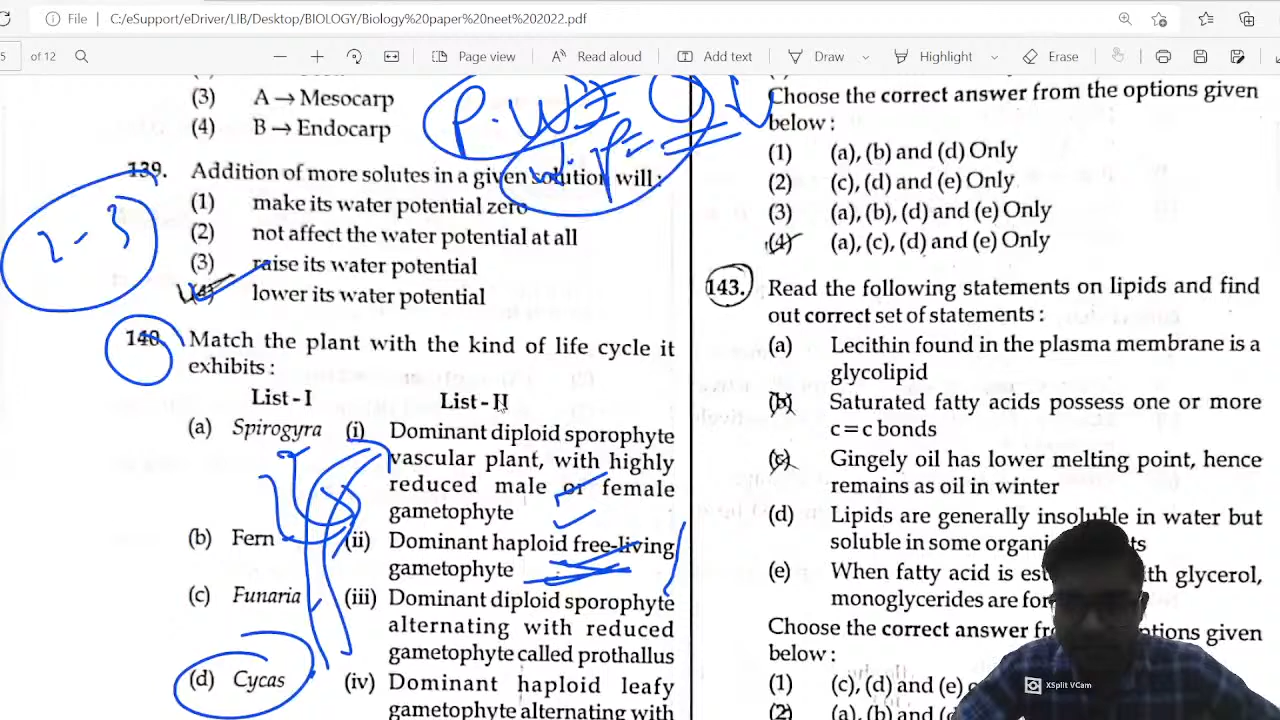 File
C:/eSupport/eDriver/LIB/Desktop/BIOLOGY/Biology%20paper%20neet%202022.pdf
5 of 12
Page view
Read aloud
Add text
Draw
Highlight
Erase
(3) A → Mesocarp
(4) B → Endocarp
139. Addition of more solutes in a given solution will:
(1) make its water potential zero
(2) not affect the water potential at all
(3) raise its water potential
(4) lower its water potential
2-3
140. Match the plant with the kind of life cycle it
exhibits :
List - I List - II
(a) Spirogyra (i) Dominant diploid sporophyte
vascular plant, with highly
reduced male or female
gametophyte
(b) Fern (ii) Dominant haploid free-living
gametophyte
(c) Funaria (iii) Dominant diploid sporophyte
alternating with reduced
gametophyte called prothallus
(d) Cycas (iv) Dominant haploid leafy
gametophyte alternating with
Choose the correct answer from the options given
below :
(1) (a), (b) and (d) Only
(2) (c), (d) and (e) Only
(3) (a), (b), (d) and (e) Only
(4) (a), (c), (d) and (e) Only
143. Read the following statements on lipids and find
out correct set of statements :
(a) Lecithin found in the plasma membrane is a
glycolipid
(b) Saturated fatty acids possess one or more
c=c bonds
(c) Gingely oil has lower melting point, hence
remains as oil in winter
(d) Lipids are generally insoluble in water but
soluble in some
(e) When fatty acid is glycerol,
monoglycerides are
Choose the correct answer options given
below :
(1) (c), (d) and (e)
(2) (a), (b) and
XSplit VCam